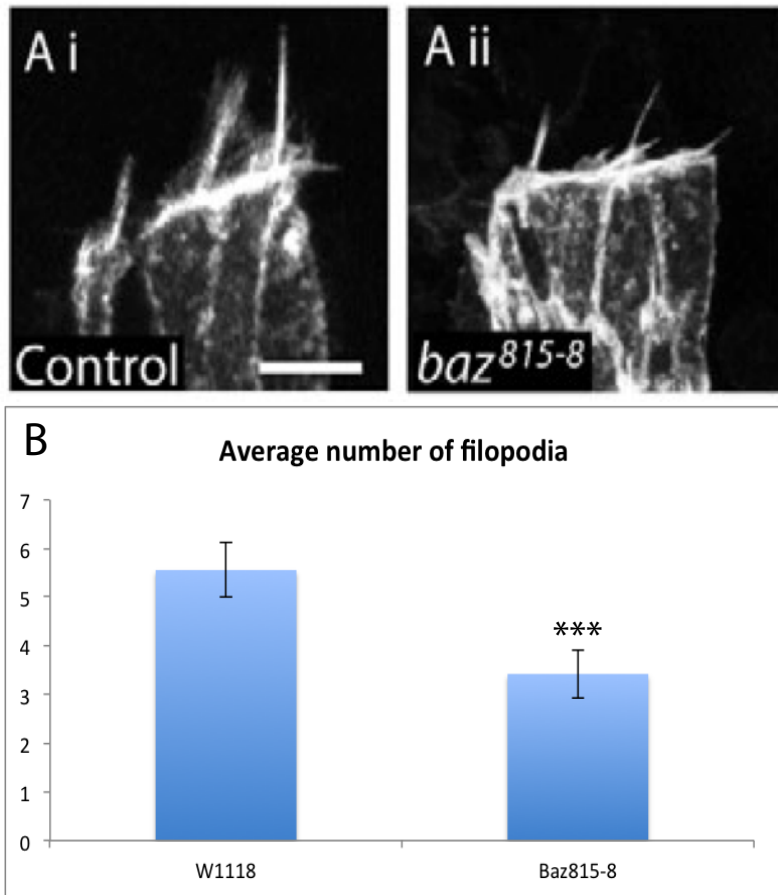 A i
Control
A ii
baz815-8
B
Average number of filopodia
7
6
5
4
3
2
1
0
***
W1118
Baz815-8